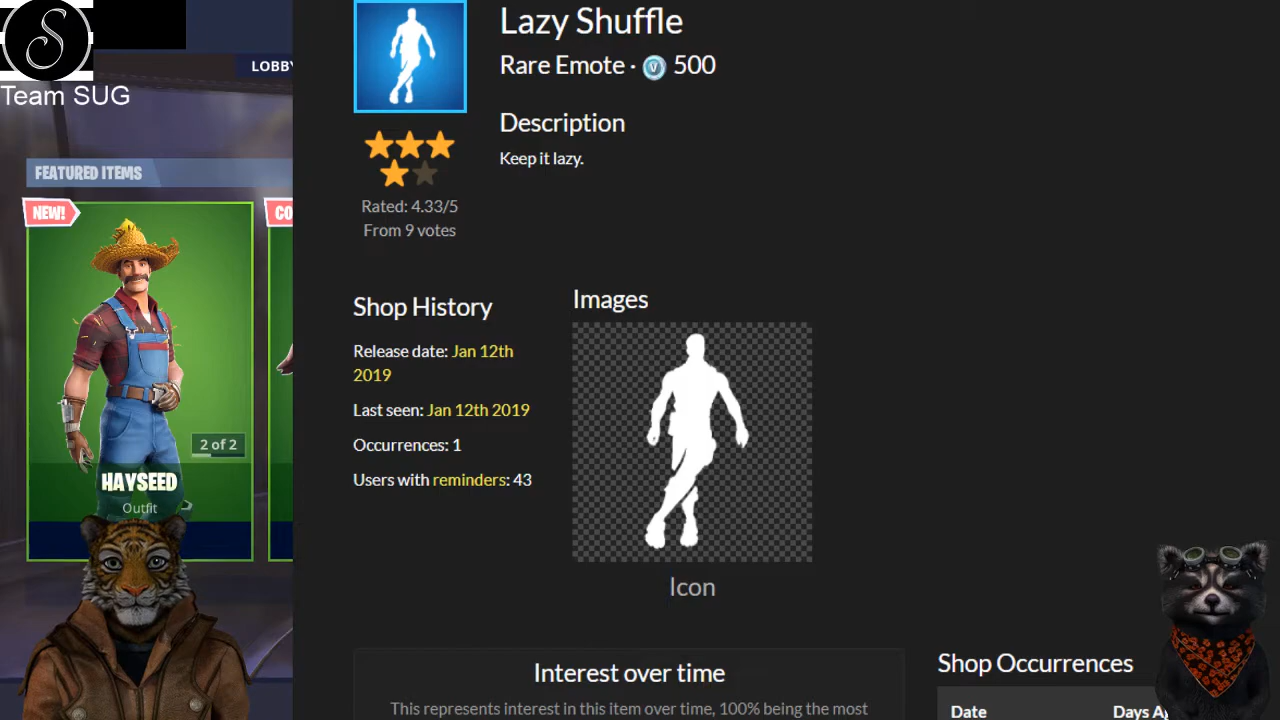 S
Team SUG
LOBBY
FEATURED ITEMS
NEW!
CO
2 of 2
HAYSEED
Outfit
Lazy Shuffle
Rare Emote · V 500
Description
Keep it lazy.
Rated: 4.33/5
From 9 votes
Shop History
Release date: Jan 12th
2019
Last seen: Jan 12th 2019
Occurrences: 1
Users with reminders: 43
Images
Icon
Interest over time
This represents interest in this item over time, 100% being the most
Shop Occurrences
Date Days A